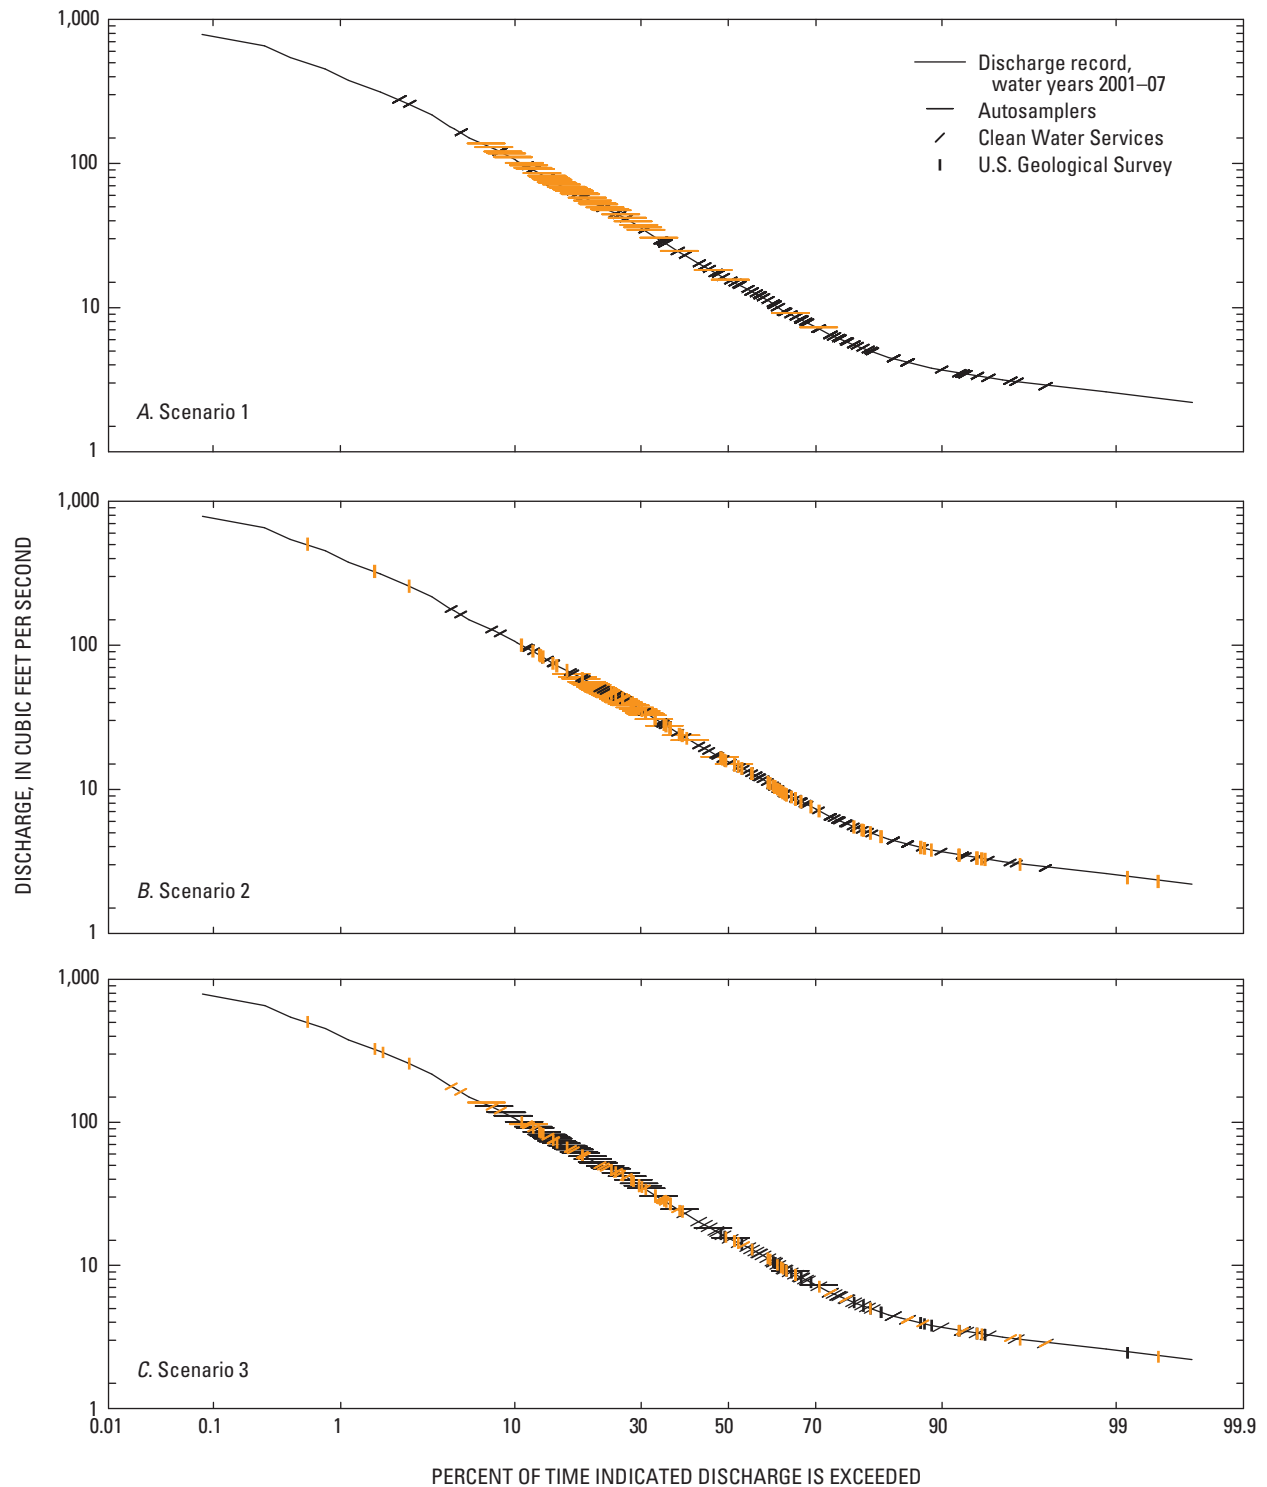 1,000
100
10
1
Discharge record,
water years 2001–07
Autosamplers
Clean Water Services
U.S. Geological Survey
A. Scenario 1
DISCHARGE, IN CUBIC FEET PER SECOND
1,000
100
10
1
B. Scenario 2
1,000
100
10
1
C. Scenario 3
0.01 0.1 1 10 30 50 70 90 99 99.9
PERCENT OF TIME INDICATED DISCHARGE IS EXCEEDED